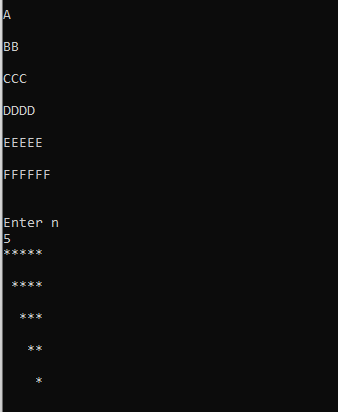 A
BB
CCC
DDDD
EEEEE
FFFFFF
Enter n
5
*****
 ****
  ***
   **
    *